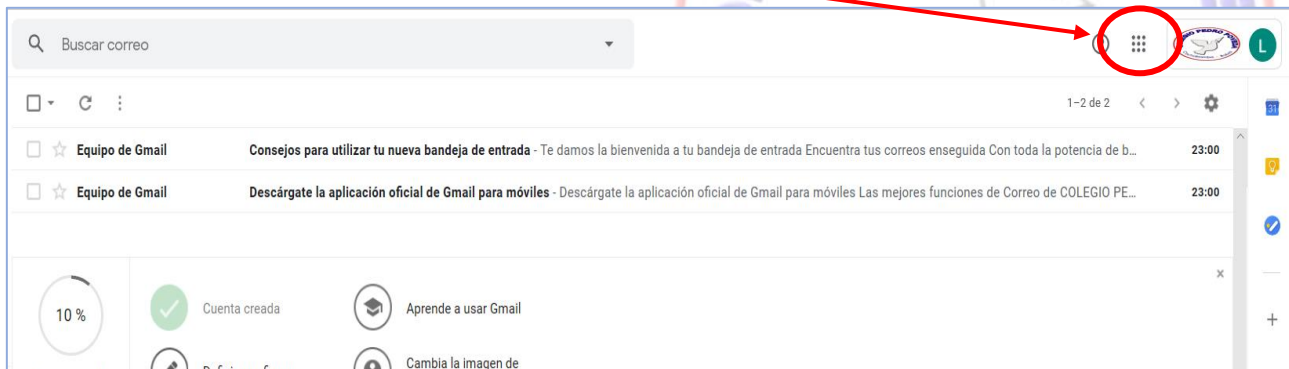 Buscar correo
L
1–2 de 2
31
Equipo de Gmail Consejos para utilizar tu nueva bandeja de entrada - Te damos la bienvenida a tu bandeja de entrada Encuentra tus correos enseguida Con toda la potencia de b... 23:00
Equipo de Gmail Descárgate la aplicación oficial de Gmail para móviles - Descárgate la aplicación oficial de Gmail para móviles Las mejores funciones de Correo de COLEGIO PE... 23:00
10 %
Cuenta creada
Aprende a usar Gmail
Cambia la imagen de